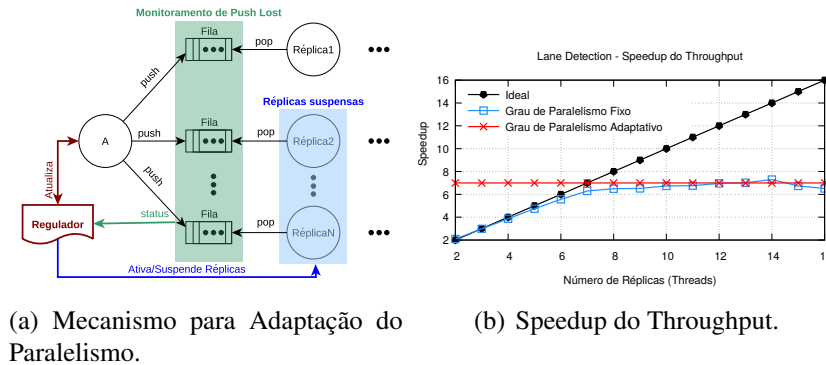 Monitoramento de Push Lost
Fila
push
pop
Réplica1
Réplicas suspensas
A
push
Fila
pop
Réplica2
push
Atualiza
Regulador
status
Fila
pop
RéplicaN
Ativa/Suspende Réplicas
(a) Mecanismo para Adaptação do
Paralelismo.
Lane Detection - Speedup do Throughput
Speedup
16
14
12
10
8
6
4
2
Ideal
Grau de Paralelismo Fixo
Grau de Paralelismo Adaptativo
2 4 6 8 10 12 14 1
Número de Réplicas (Threads)
(b) Speedup do Throughput.